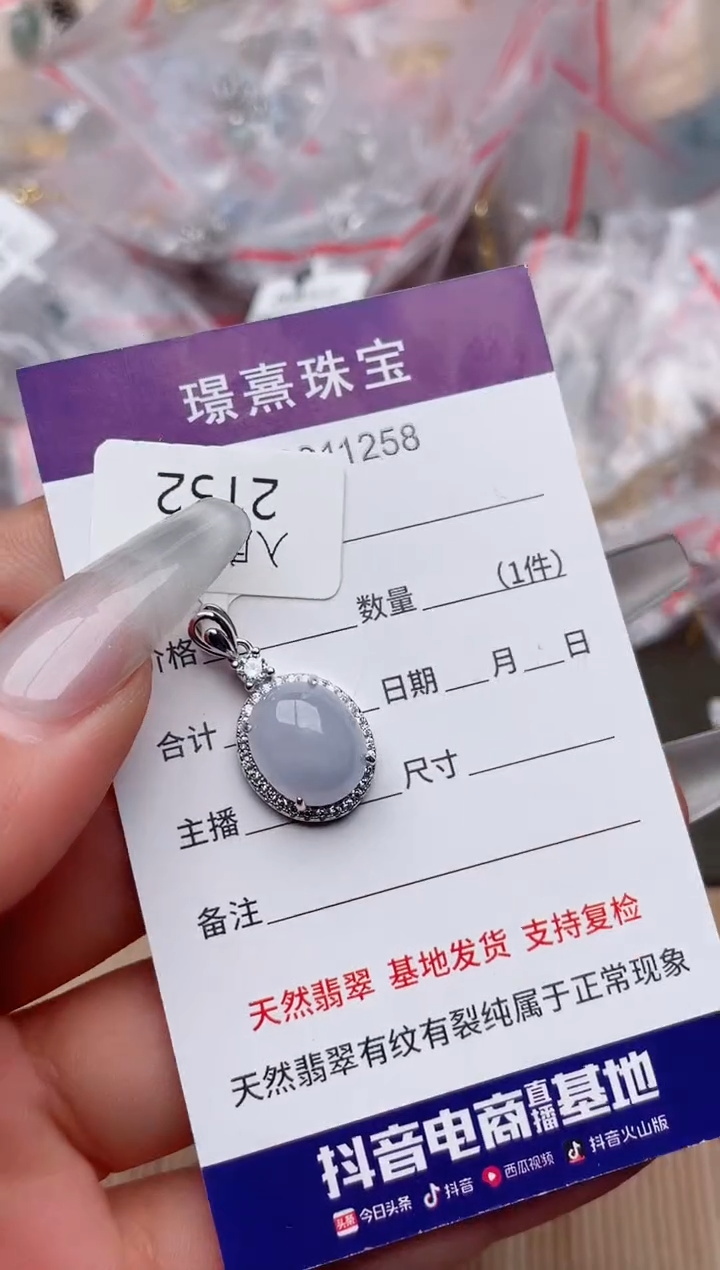 璟熹珠宝
11258
数量 (1件)
格
日期 月 日
合计
尺寸
主播
备注
天然翡翠 基地发货 支持复检
天然翡翠有纹有裂纯属于正常现象
抖音电商直播基地
头条 今日头条 抖音 西瓜视频 抖音火山版